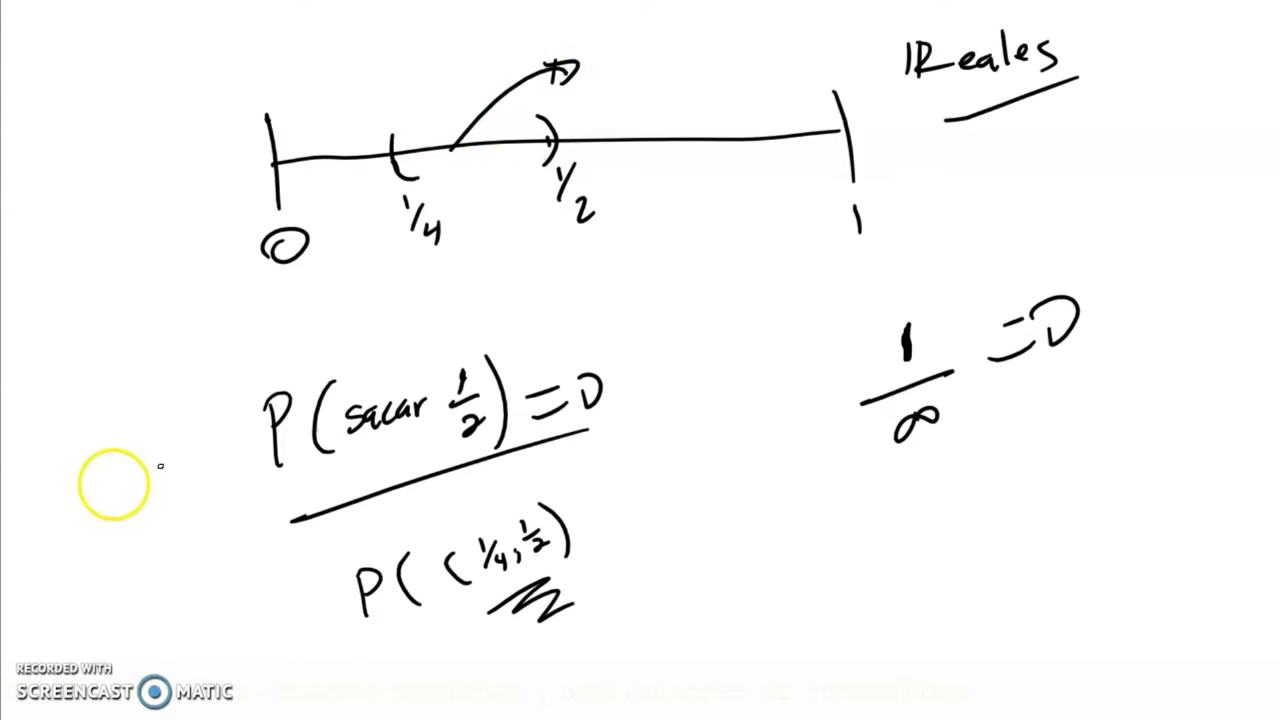 IReales
1/4
1/2
0
1
P(sacar 1/2) = 0
1/∞ = 0
P((1/4, 1/2)
RECORDED WITH
SCREENCAST MATIC